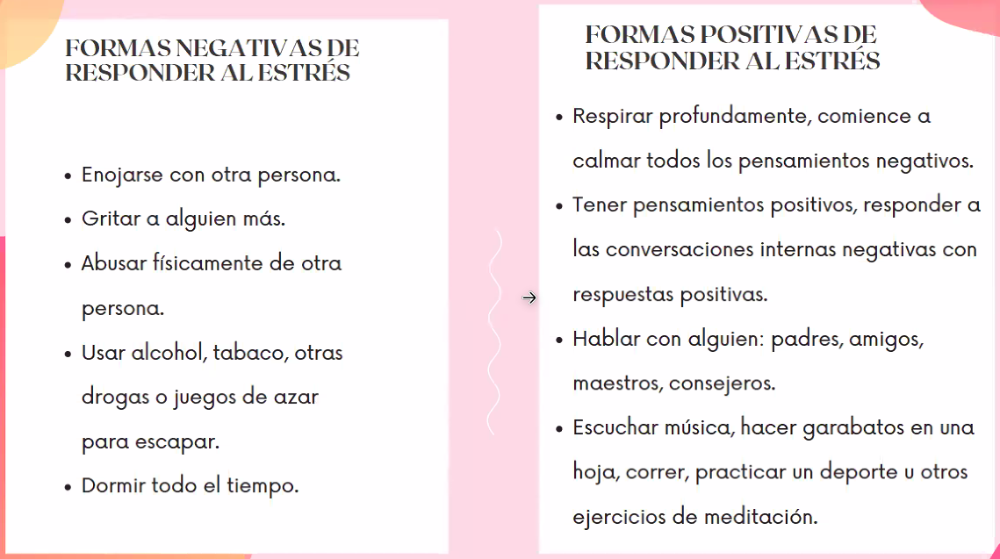 FORMAS NEGATIVAS DE
RESPONDER AL ESTRÉS
• Enojarse con otra persona.
• Gritar a alguien más.
• Abusar físicamente de otra
persona.
• Usar alcohol, tabaco, otras
drogas o juegos de azar
para escapar.
• Dormir todo el tiempo.
FORMAS POSITIVAS DE
RESPONDER AL ESTRÉS
• Respirar profundamente, comience a
calmar todos los pensamientos negativos.
• Tener pensamientos positivos, responder a
las conversaciones internas negativas con
respuestas positivas.
• Hablar con alguien: padres, amigos,
maestros, consejeros.
• Escuchar música, hacer garabatos en una
hoja, correr, practicar un deporte u otros
ejercicios de meditación.